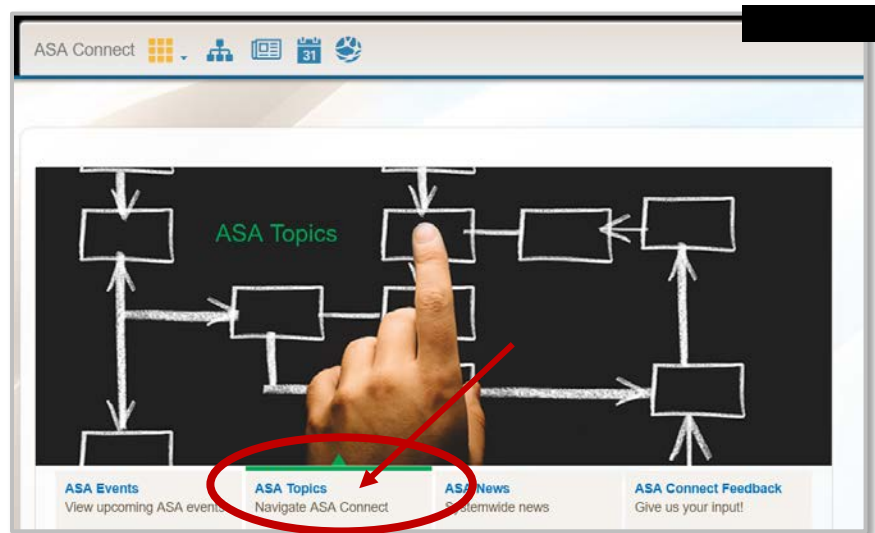 ASA Connect
31
ASA Topics
ASA Events
View upcoming ASA events
ASA Topics
Navigate ASA Connect
ASA News
Systemwide news
ASA Connect Feedback
Give us your input!